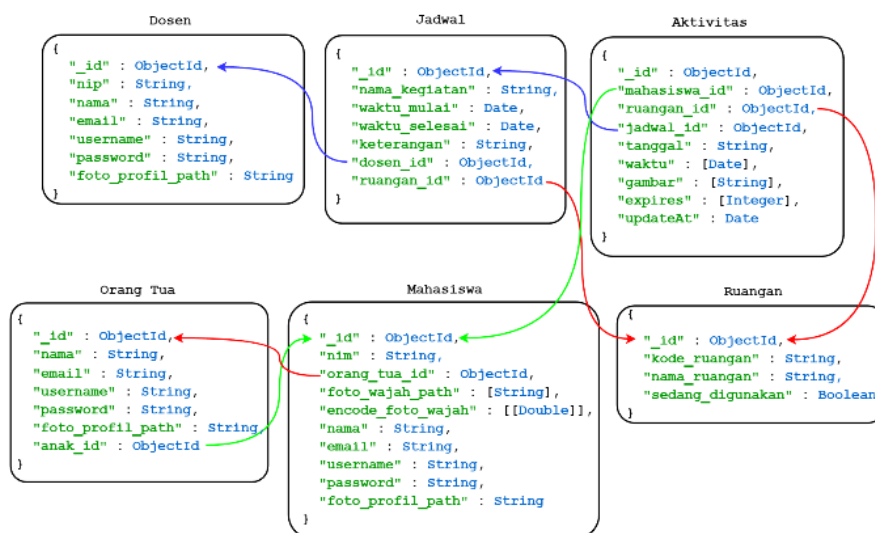 Dosen
{
"_id" : ObjectId,
"nip" : String,
"nama" : String,
"email" : String,
"username" : String,
"password" : String,
"foto_profil_path" : String
}
Jadwal
{
"_id" : ObjectId,
"nama_kegiatan" : String,
"waktu_mulai" : Date,
"waktu_selesai" : Date,
"keterangan" : String,
"dosen_id" : ObjectId,
"ruangan_id" : ObjectId
}
Aktivitas
{
"_id" : ObjectId,
"mahasiswa_id" : ObjectId,
"ruangan_id" : ObjectId,
"jadwal_id" : ObjectId,
"tanggal" : String,
"waktu" : [Date],
"gambar" : [String],
"expires" : [Integer],
"updateAt" : Date
}
Orang Tua
{
"_id" : ObjectId,
"nama" : String,
"email" : String,
"username" : String,
"password" : String,
"foto_profil_path" : String,
"anak_id" : ObjectId
}
Mahasiswa
{
"_id" : ObjectId,
"nim" : String,
"orang_tua_id" : ObjectId,
"foto_wajah_path" : [String],
"encode_foto_wajah" : [[Double]],
"nama" : String,
"email" : String,
"username" : String,
"password" : String,
"foto_profil_path" : String
}
Ruangan
{
"_id" : ObjectId,
"kode_ruangan" : String,
"nama_ruangan" : String,
"sedang_digunakan" : Boolean
}